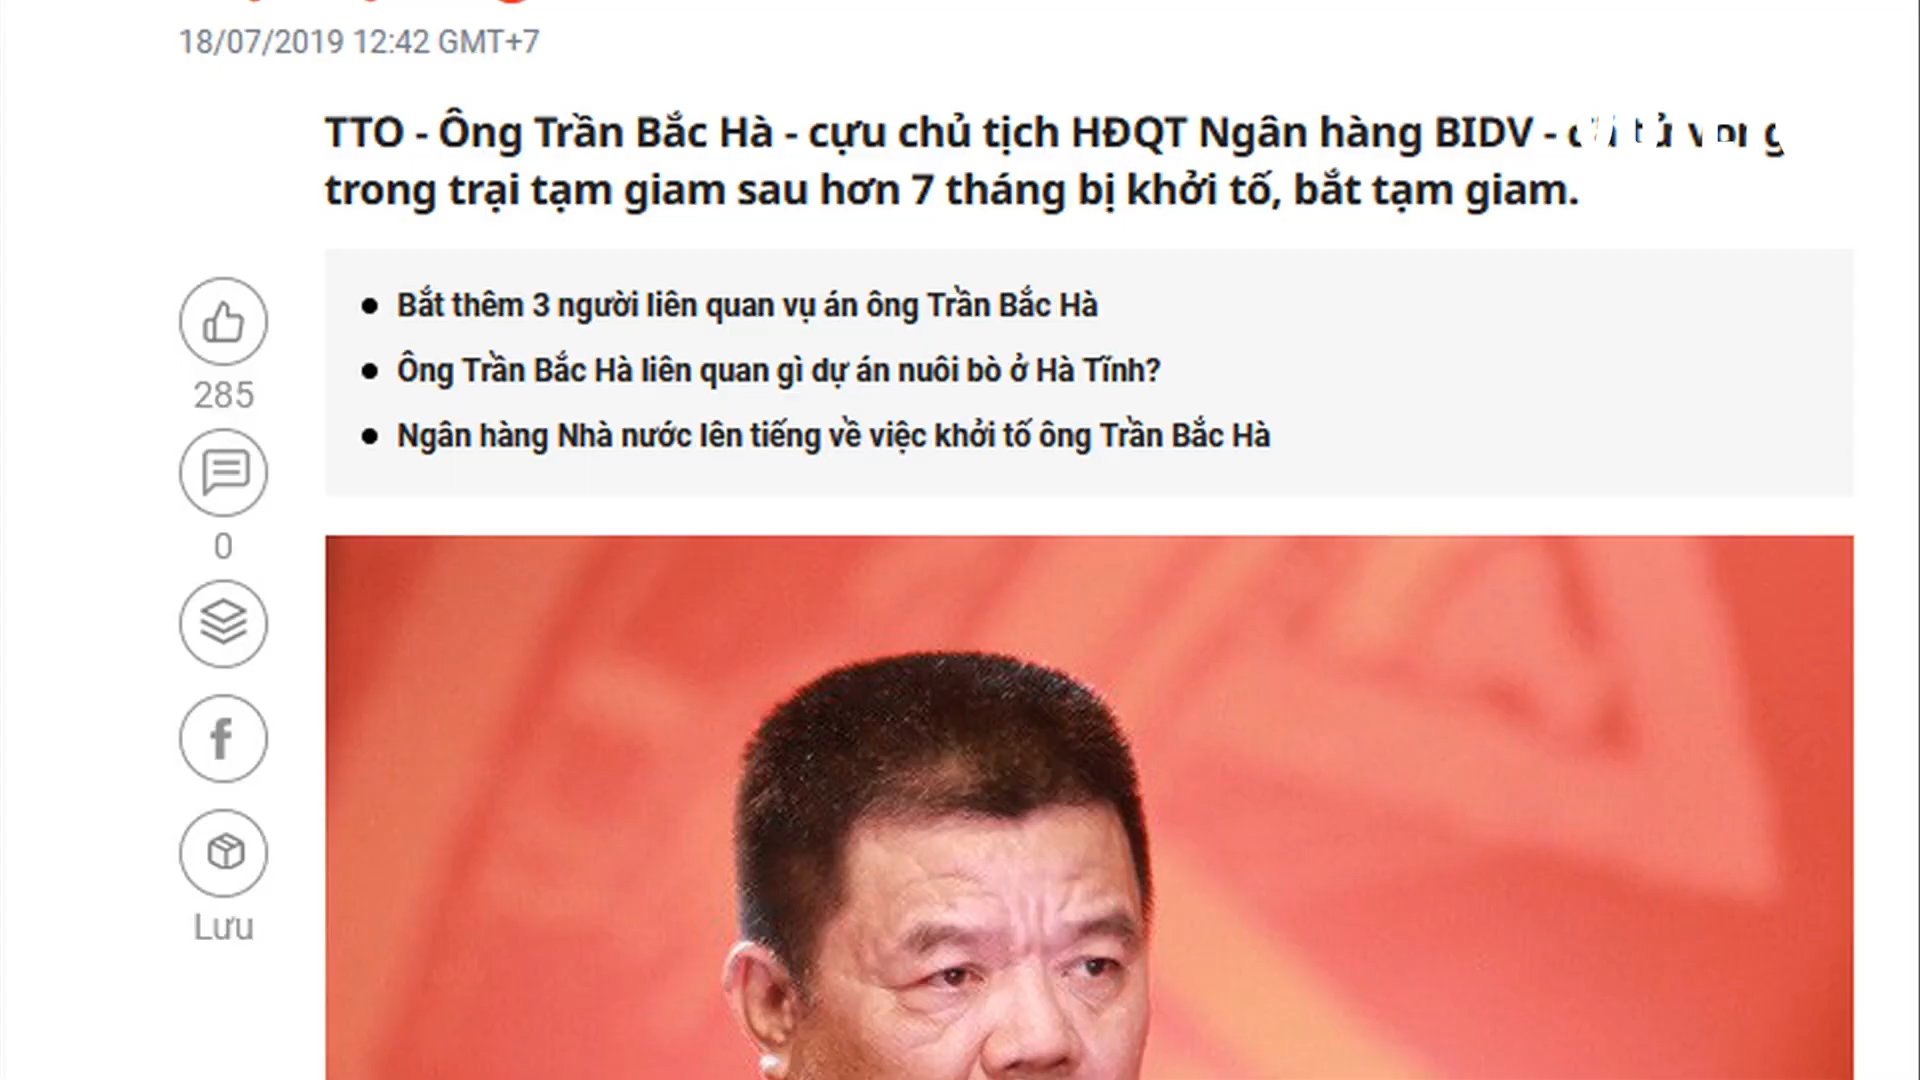 18/07/2019 12:42 GMT+7
TTO - Ông Trần Bắc Hà - cựu chủ tịch HĐQT Ngân hàng BIDV -
trong trại tạm giam sau hơn 7 tháng bị khởi tố, bắt tạm giam.
Bắt thêm 3 người liên quan vụ án ông Trần Bắc Hà
Ông Trần Bắc Hà liên quan gì dự án nuôi bò ở Hà Tĩnh?
Ngân hàng Nhà nước lên tiếng về việc khởi tố ông Trần Bắc Hà
285
0
f
Lưu